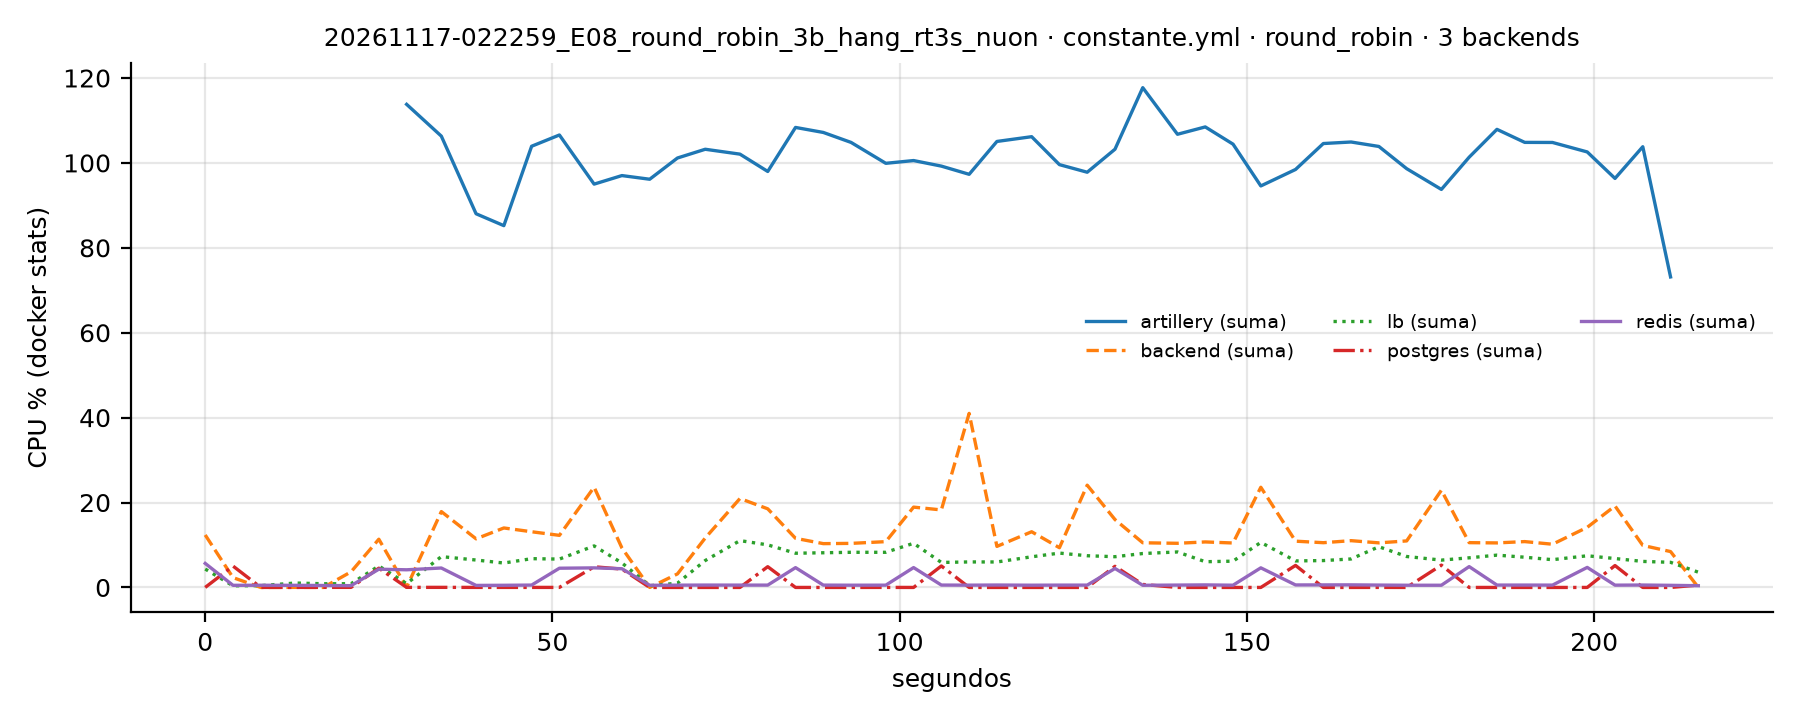 20261117-022259_E08_round_robin_3b_hang_rt3s_nuon · constante.yml · round_robin · 3 backends
CPU % (docker stats)
120
100
80
60
40
20
0
artillery (suma)
backend (suma)
lb (suma)
postgres (suma)
redis (suma)
0
50
100
150
200
segundos